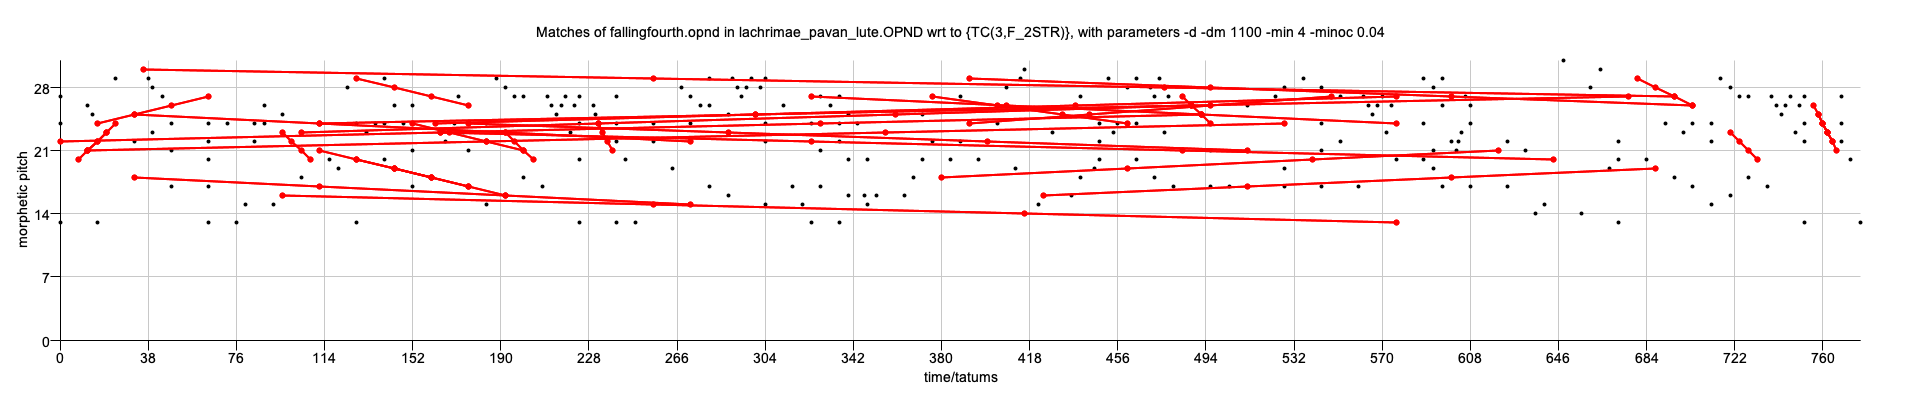 Matches of fallingfourth.opnd in lachrimae_pavan_lute.OPND wrt to {TC(3,F_2STR)}, with parameters -d -dm 1100 -min 4 -minoc 0.04
28
21
14
7
0
morphetic pitch
0 38 76 114 152 190 228 266 304 342 380 418 456 494 532 570 608 646 684 722 760
time/tatums